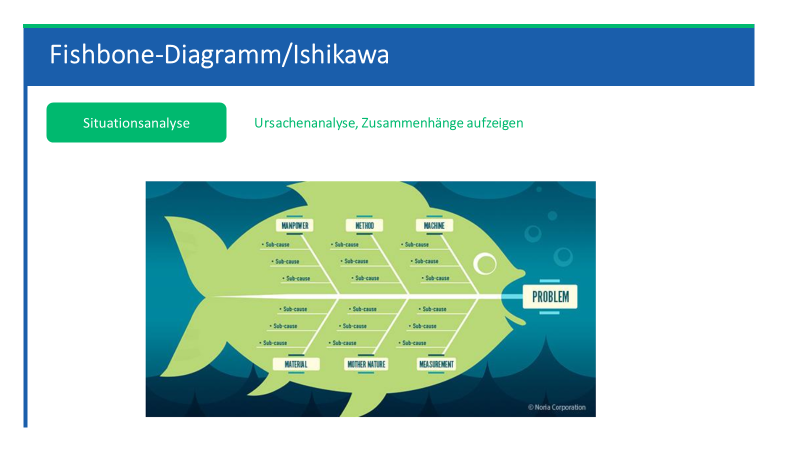 Fishbone-Diagramm/Ishikawa
Situationsanalyse
Ursachenanalyse, Zusammenhänge aufzeigen
MANPOWER METHOD MACHINE
• Sub-cause • Sub-cause • Sub-cause
• Sub-cause • Sub-cause • Sub-cause
• Sub-cause • Sub-cause • Sub-cause
PROBLEM
• Sub-cause • Sub-cause • Sub-cause
• Sub-cause • Sub-cause • Sub-cause
• Sub-cause • Sub-cause • Sub-cause
MATERIAL MOTHER NATURE MEASUREMENT
© Noria Corporation